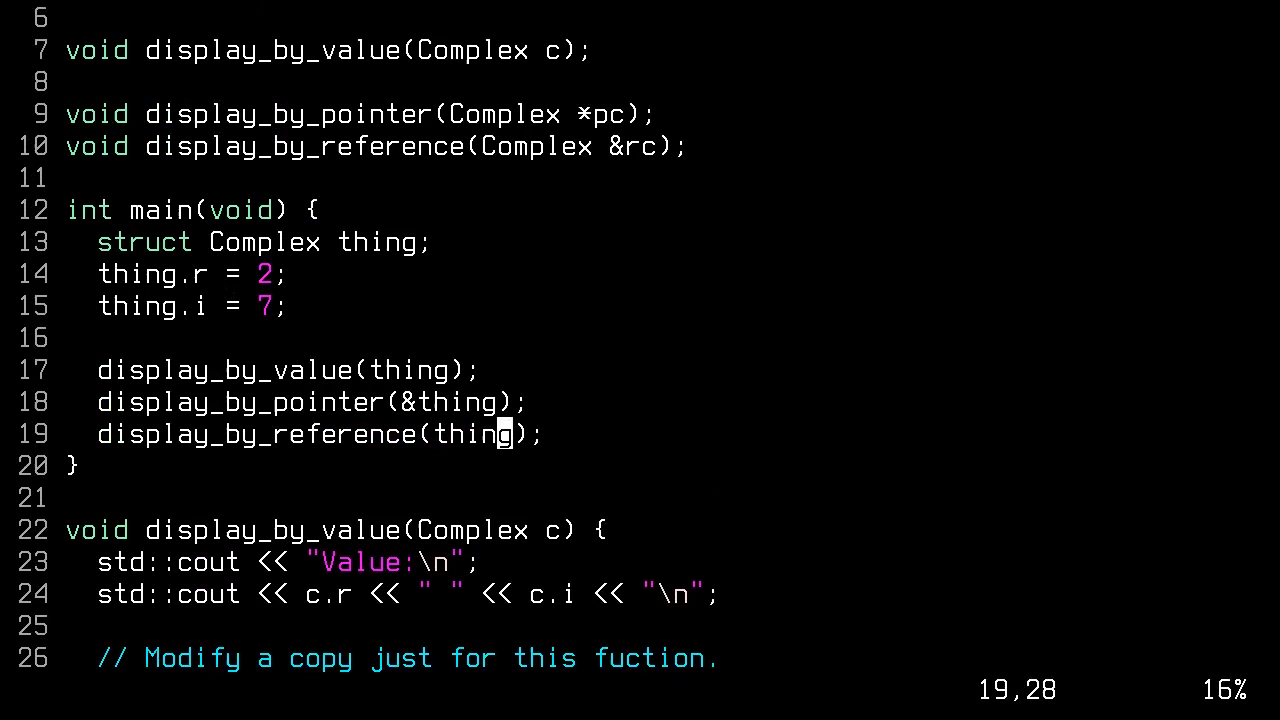 6
7 void display_by_value(Complex c);
8
9 void display_by_pointer(Complex *pc);
10 void display_by_reference(Complex &rc);
11
12 int main(void) {
13   struct Complex thing;
14   thing.r = 2;
15   thing.i = 7;
16
17   display_by_value(thing);
18   display_by_pointer(&thing);
19   display_by_reference(thing);
20 }
21
22 void display_by_value(Complex c) {
23   std::cout << "Value:\n";
24   std::cout << c.r << " " << c.i << "\n";
25
26   // Modify a copy just for this fuction.
19,28 16%